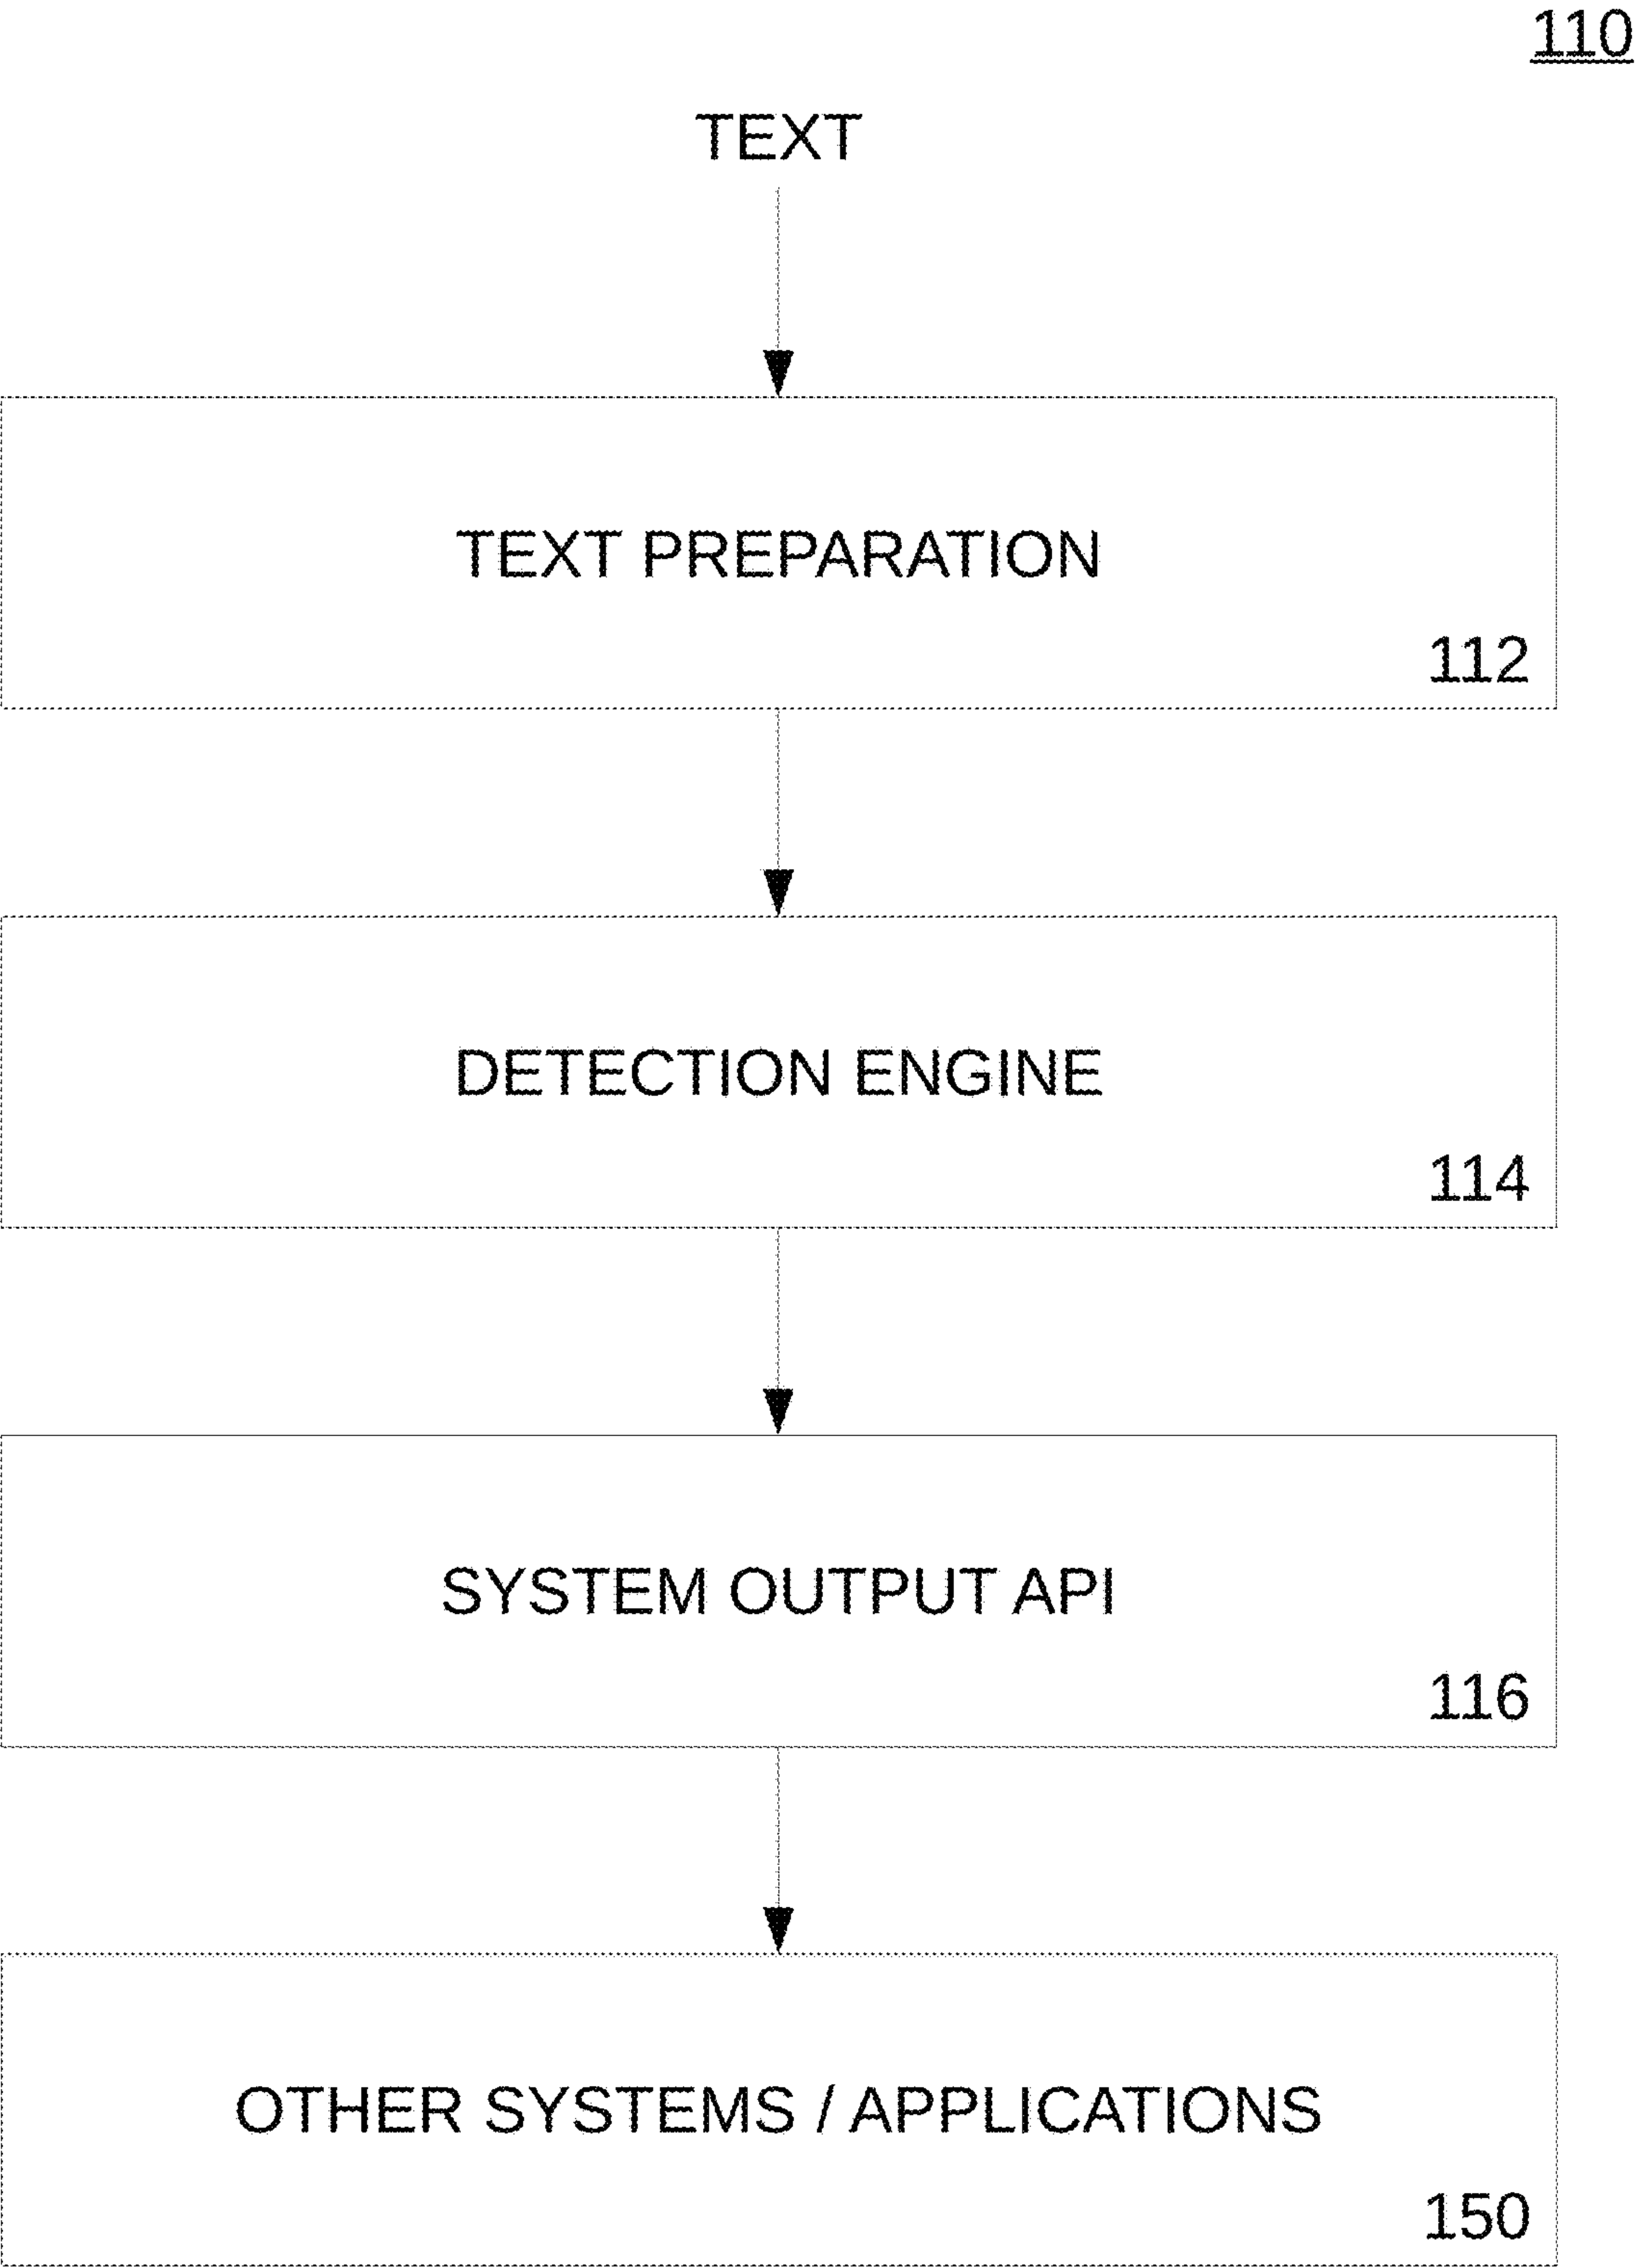 110
TEXT
TEXT PREPARATION
112
DETECTION ENGINE
114
SYSTEM OUTPUT API
116
OTHER SYSTEMS / APPLICATIONS
150